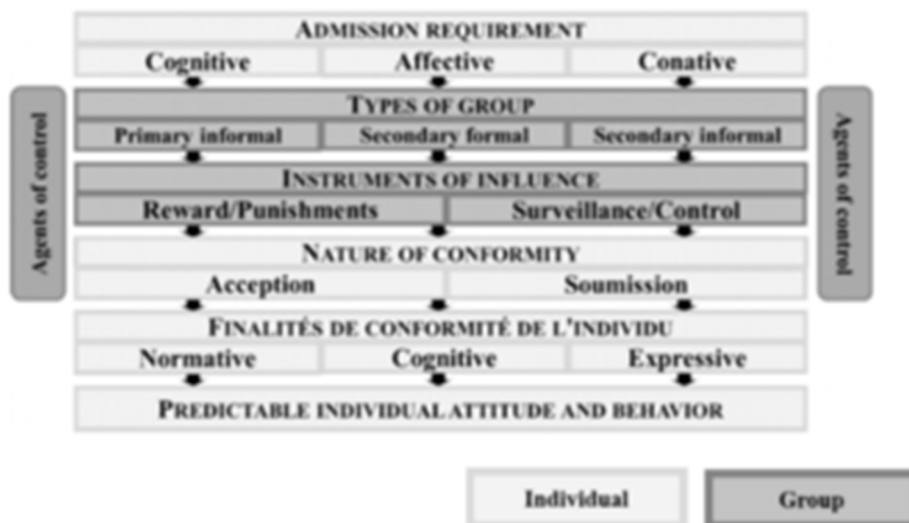 ADMISSION REQUIREMENT
Cognitive Affective Conative
Agents of control
TYPES OF GROUP
Primary informal Secondary formal Secondary informal
INSTRUMENTS OF INFLUENCE
Reward/Punishments Surveillance/Control
NATURE OF CONFORMITY
Acception Soumission
Agents of control
FINALITÉS DE CONFORMITÉ DE L'INDIVIDU
Normative Cognitive Expressive
PREDICTABLE INDIVIDUAL ATTITUDE AND BEHAVIOR
Individual Group